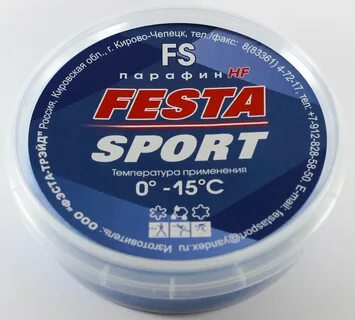 FS
парафин HF
FESTA
SPORT
Температура применения
0° -15°C
Изготовитель: ООО "ФЭСТА-ТРЭЙД" Россия, Кировская обл., г. Кирово-Чепецк, тел./факс. 8(83361) 4-72-17, тел: +7-912-828-58-50, E-mail: festasport@yandex.ru